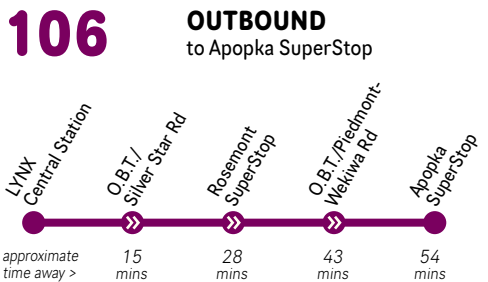 106
OUTBOUND
to Apopka SuperStop
LYNX
Central Station
O.B.T./
Silver Star Rd
Rosemont
SuperStop
O.B.T./Piedmont-
Wekiwa Rd
Apopka
SuperStop
approximate
time away >
15
mins
28
mins
43
mins
54
mins